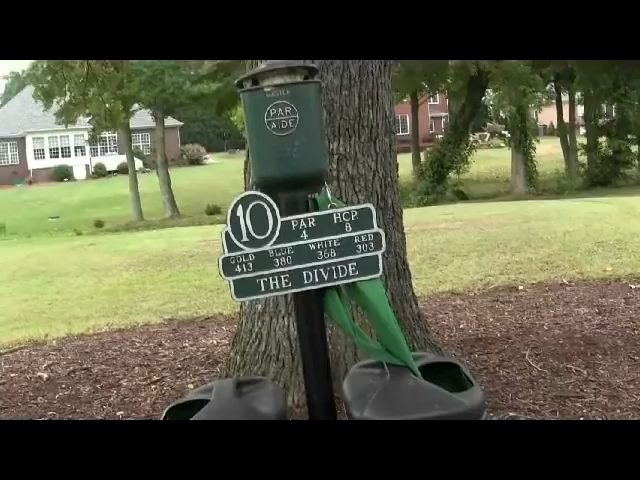 PAR
AIDE
10
PAR HCP
4 8
GOLD BLUE WHITE RED
413 380 368 303
THE DIVIDE